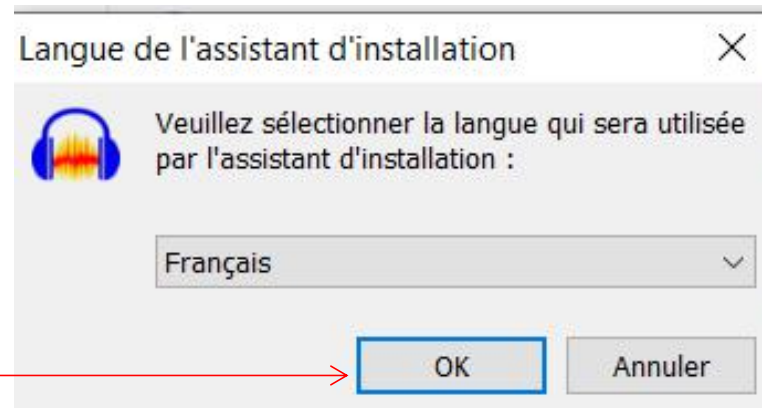 Langue de l'assistant d'installation
Veuillez sélectionner la langue qui sera utilisée
par l'assistant d'installation :
Français
OK Annuler